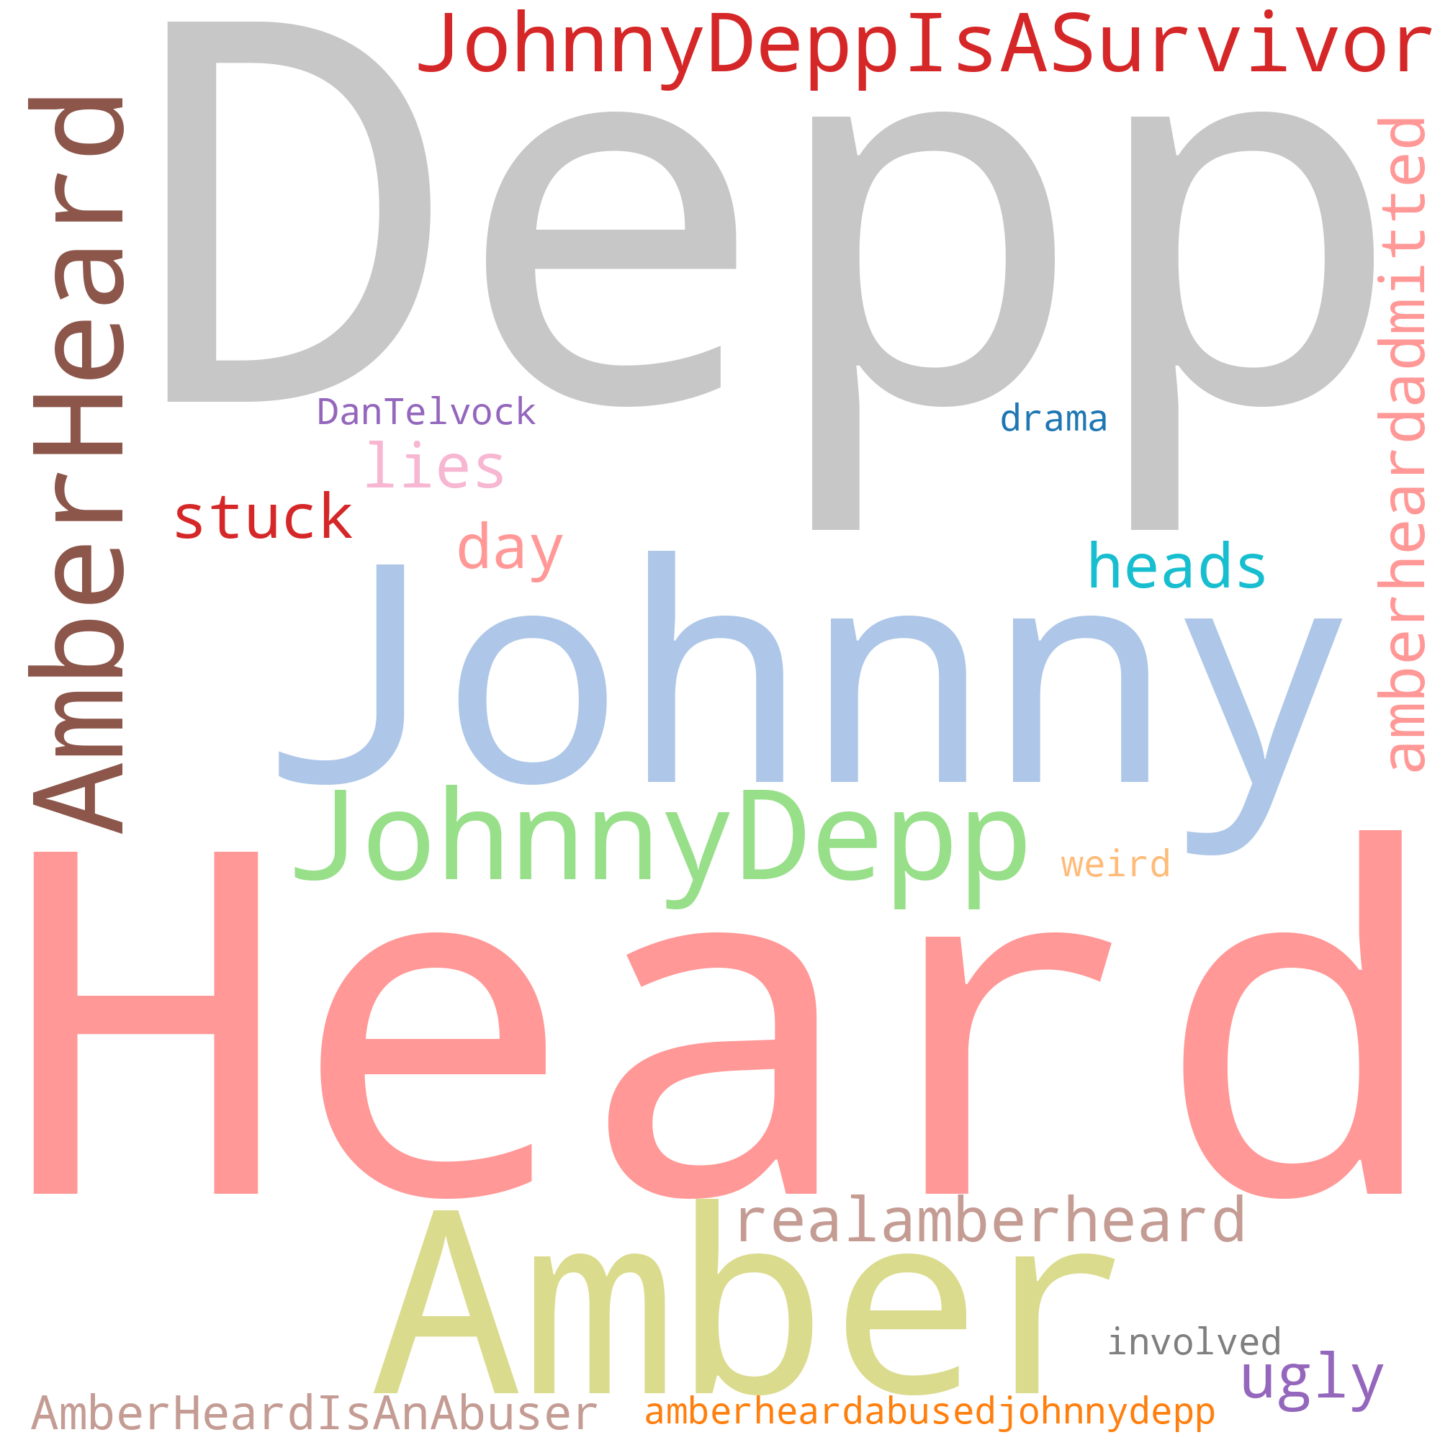 JohnnyDeppIsASurvivor
Depp
AmberHeard
amberheardadmitted
DanTelvock
drama
lies
stuck
day
heads
Johnny
JohnnyDepp
weird
Heard
realamberheard
Amber
involved
ugly
AmberHeardIsAnAbuser
amberheardabusedjohnnydepp